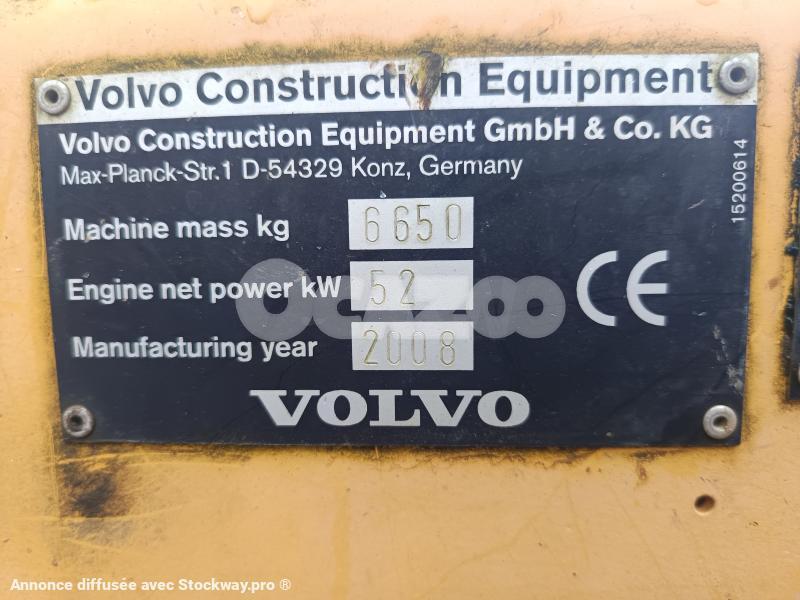 Volvo Construction Equipment
Volvo Construction Equipment GmbH & Co. KG
Max-Planck-Str.1 D-54329 Konz, Germany
15200614
Machine mass kg 6650
Engine net power kW 52
Manufacturing year 2008
CE
OCAZOO
VOLVO
Annonce diffusée avec Stockway.pro ®